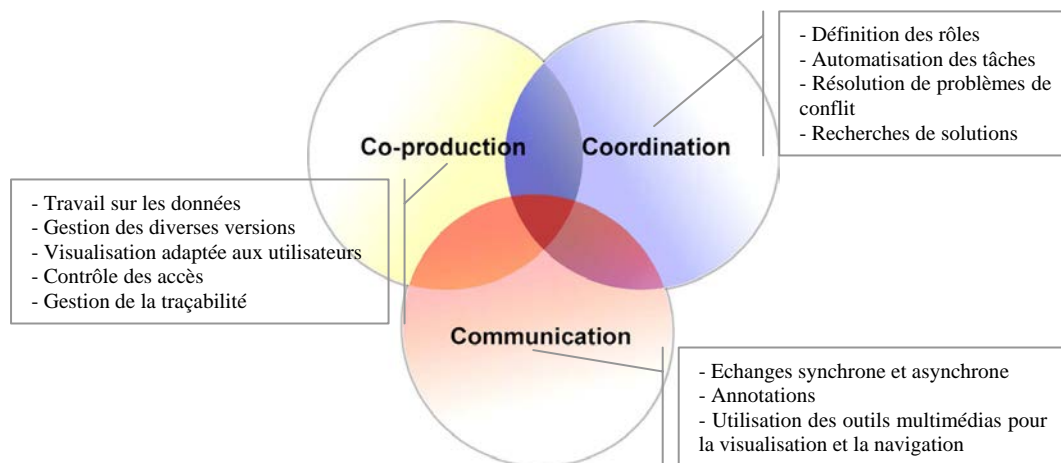 - Définition des rôles
- Automatisation des tâches
- Résolution de problèmes de
conflit
- Recherches de solutions
Co-production
Coordination
- Travail sur les données
- Gestion des diverses versions
- Visualisation adaptée aux utilisateurs
- Contrôle des accès
- Gestion de la traçabilité
Communication
- Echanges synchrone et asynchrone
- Annotations
- Utilisation des outils multimédias pour
la visualisation et la navigation